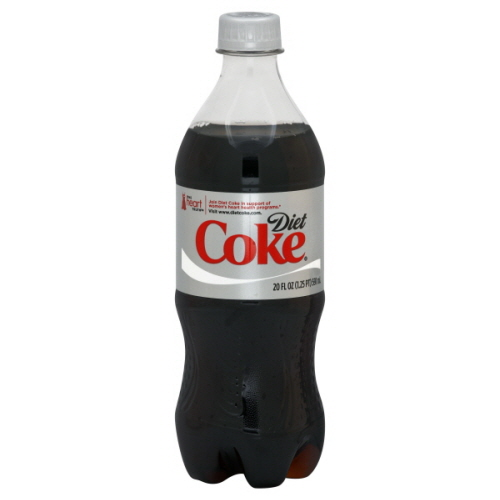 the heart truth
Join Diet Coke in support of
women's heart health programs.*
Visit www.dietcoke.com.
Diet
Coke®
20 FL OZ (1.25 PT) 591 mL